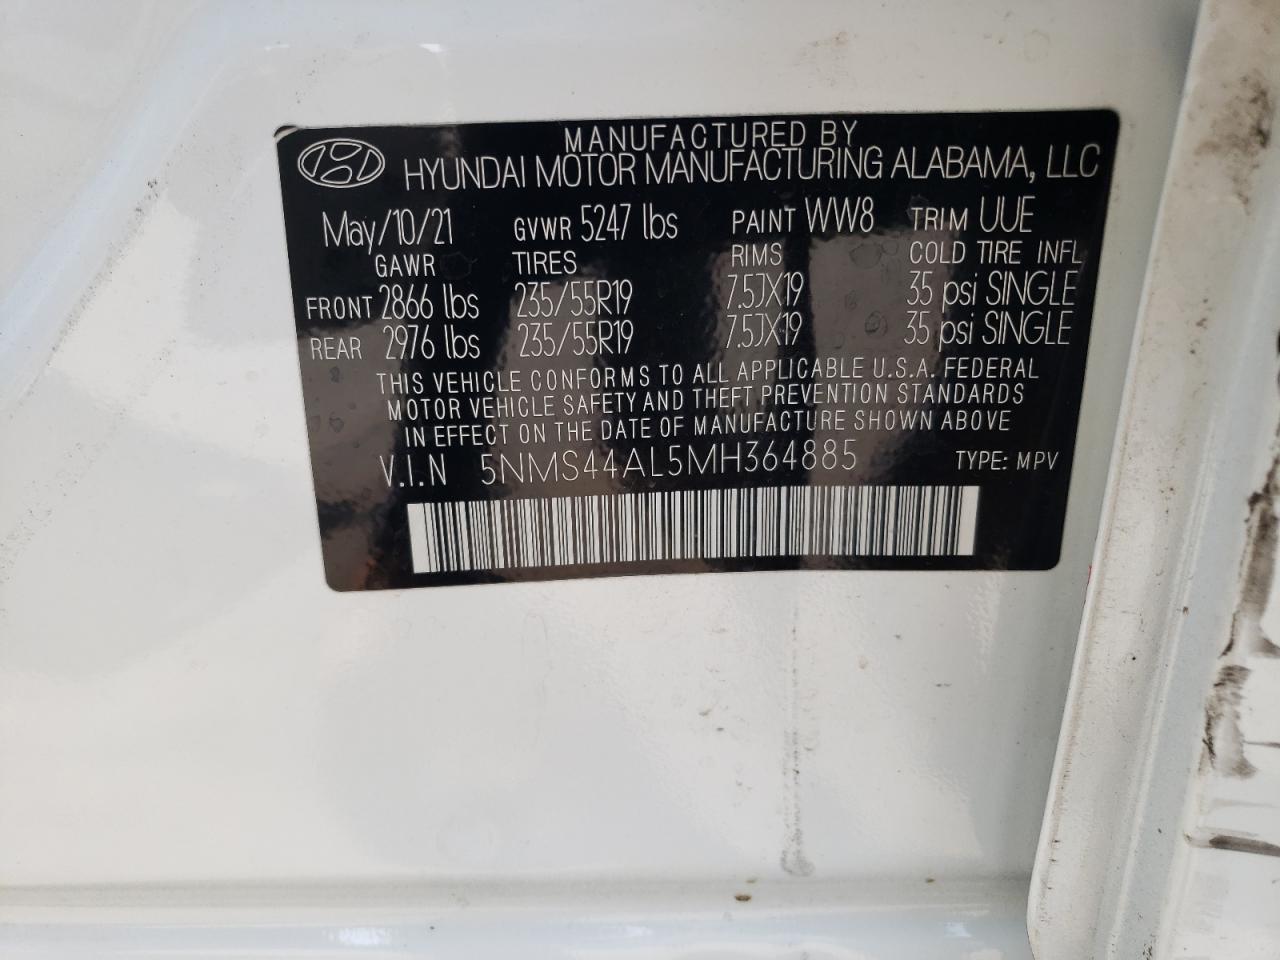 MANUFACTURED BY
HYUNDAI MOTOR MANUFACTURING ALABAMA, LLC
May/10/21 GVWR 5247 lbs PAINT WW8 TRIM UUE
GAWR TIRES RIMS COLD TIRE INFL
FRONT 2866 lbs 235/55R19 7.5JX19 35 psi SINGLE
REAR 2976 lbs 235/55R19 7.5JX19 35 psi SINGLE
THIS VEHICLE CONFORMS TO ALL APPLICABLE U.S.A. FEDERAL
MOTOR VEHICLE SAFETY AND THEFT PREVENTION STANDARDS
IN EFFECT ON THE DATE OF MANUFACTURE SHOWN ABOVE
V.I.N 5NMS44AL5MH364885 TYPE: MPV